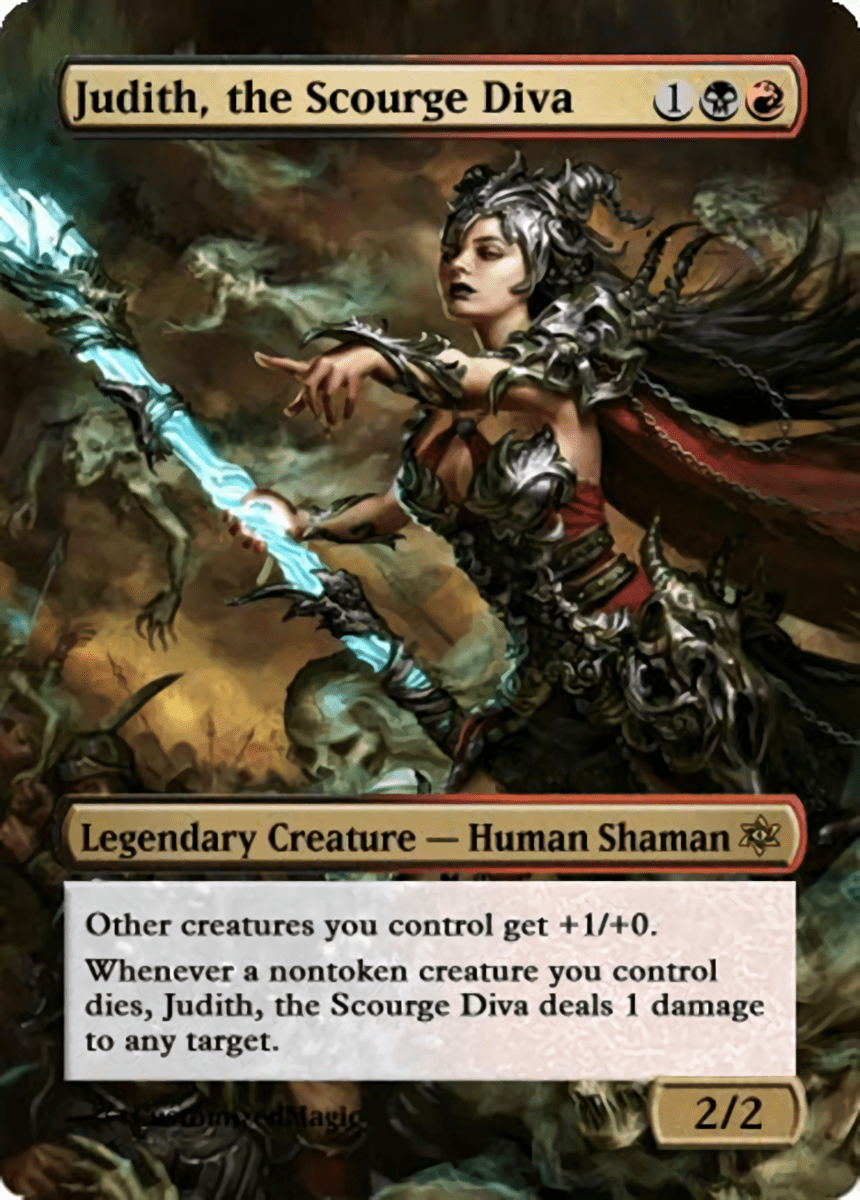 Judith, the Scourge Diva 1
Legendary Creature — Human Shaman
Other creatures you control get +1/+0.
Whenever a nontoken creature you control
dies, Judith, the Scourge Diva deals 1 damage
to any target.
CustomizedMagic
2/2